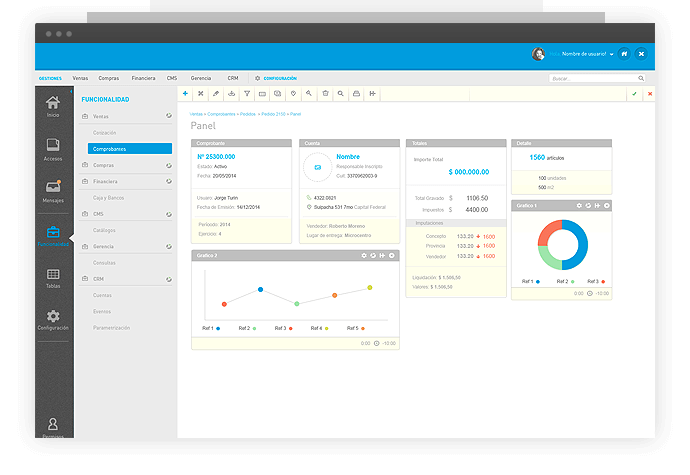 Hola, Nombre de usuario!
GESTIONES Ventas Compras Financiera CMS Gerencia CRM CONFIGURACIÓN Buscar...
Inicio
Accesos
Mensajes
Funcionalidad
Tablas
Configuración
Permisos
FUNCIONALIDAD
Ventas
Cotización
Comprobantes
Compras
Financiera
Caja y Bancos
CMS
Catálogos
Gerencia
Consultas
CRM
Cuentas
Eventos
Parametrización
Ventas > Comprobantes > Pedidos > Pedido 2150 > Panel
Panel
Comprobante
Nº 25300.000
Estado: Activo
Fecha: 20/05/2014
Usuario: Jorge Turin
Fecha de Emisión: 14/12/2014
Periodo: 2014
Ejercicio: 4
Cuenta
Nombre
Responsable Inscripto
Cuit: 33709620D3-9
4322.0821
Suipacha 531 7mo Capital Federal
Vendedor: Roberto Moreno
Lugar de entrega: Microcentro
Totales
Importe Total
$ 000,000.00
Total Gravado $ 1106.50
Impuestos $ 4400.00
Imputaciones
Concepto 133.20 1600
Provincia 133.20 1600
Vendedor 133.20 1600
Liquidación: $ 1.566,56
Valores: $ 1.566,56
Detalle
1560 artículos
100 unidades
500 m2
Grafico 1
Ref 1 Ref 2 Ref 3
0:00 -10:00
Grafico 2
Ref 1 Ref 2 Ref 3 Ref 4 Ref 5
0:00 -10:00